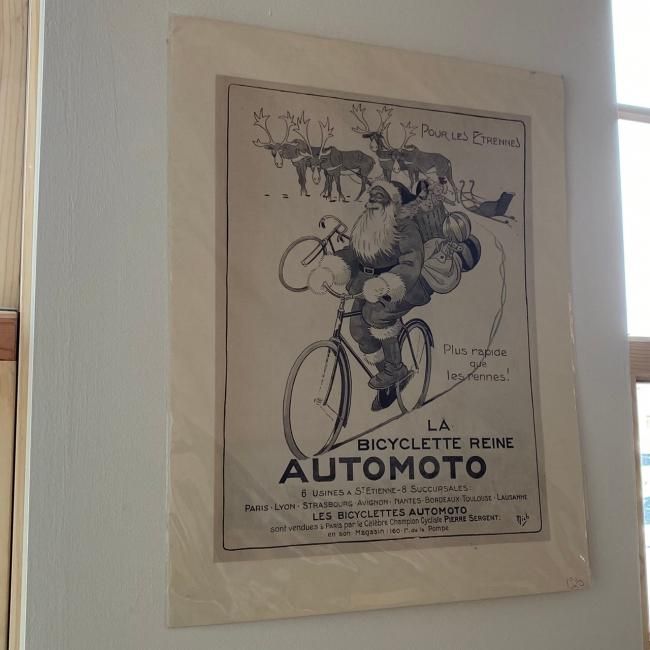 POUR LES ETRENNES
Plus rapide
que
les rennes!
LA
BICYCLETTE REINE
AUTOMOTO
6 USINES A ST ETIENNE - 8 SUCCURSALES:
PARIS · LYON · STRASBOURG · AVIGNON · NANTES · BORDEAUX · TOULOUSE · LAUSANNE
LES BICYCLETTES AUTOMOTO
sont vendues à PARIS par le Célèbre Champion Cycliste PIERRE SERGENT.
en son Magasin: 160 · r. de la Pompe
Mich